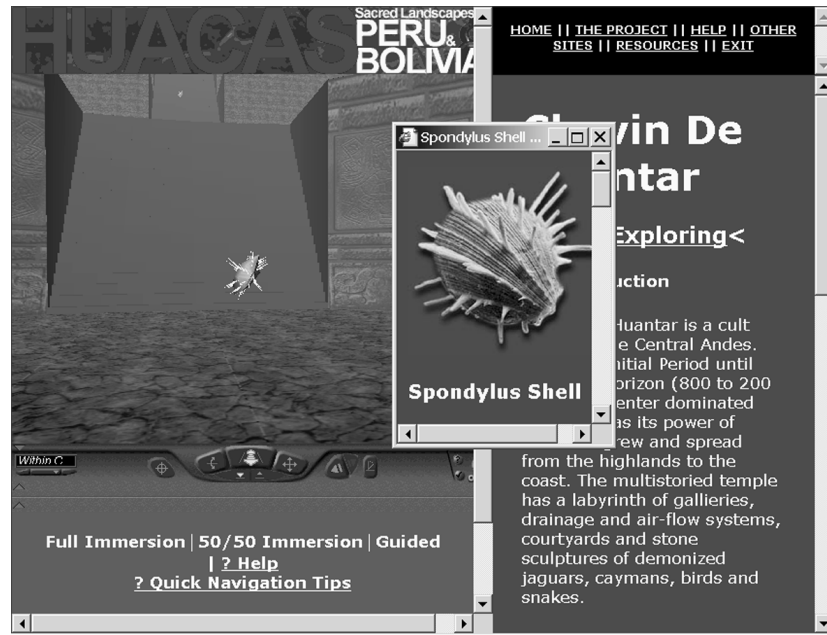 HUACAS
Sacred Landscapes
PERU &
BOLIVIA
HOME || THE PROJECT || HELP || OTHER
SITES || RESOURCES || EXIT
Spondylus Shell ...
Spondylus Shell
vin De
ntar
Exploring<
uction
Huantar is a cult
e Central Andes.
nitial Period until
orizon (800 to 200
enter dominated
as its power of
rew and spread
from the highlands to the
coast. The multistoried temple
has a labyrinth of gallieries,
drainage and air-flow systems,
courtyards and stone
sculptures of demonized
jaguars, caymans, birds and
snakes.
Within C
Full Immersion | 50/50 Immersion | Guided
| ? Help
? Quick Navigation Tips